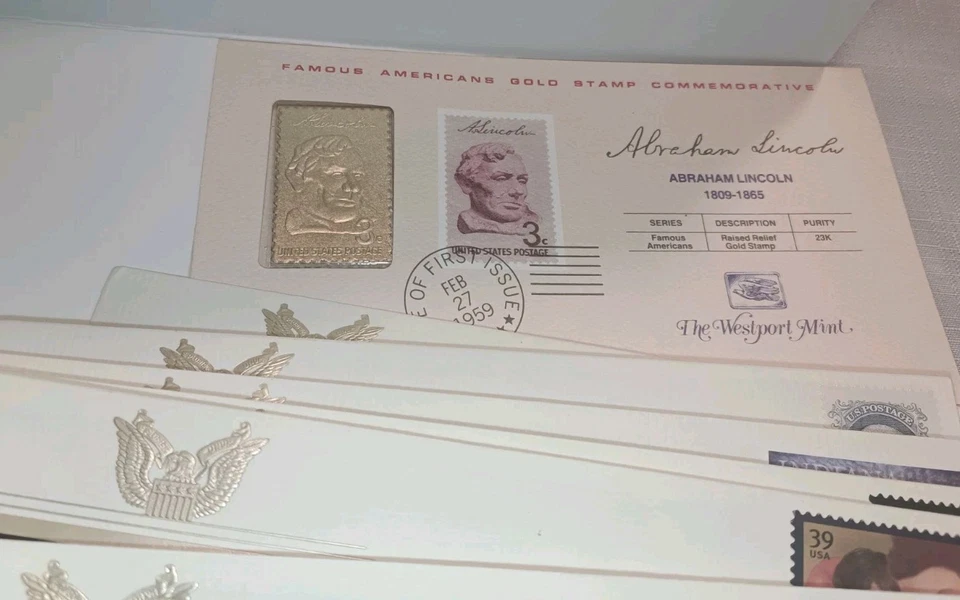 FAMOUS AMERICANS GOLD STAMP COMMEMORATIVE
A.Lincoln
3c
UNITED STATES POSTAGE
A.Lincoln
3c
UNITED STATES POSTAGE
OF FIRST ISSUE
FEB
27
1959
Abraham Lincoln
ABRAHAM LINCOLN
1809-1865
SERIES DESCRIPTION PURITY
Famous Raised Relief 23K
Americans Gold Stamp
The Westport Mint
U.S. POSTAGE
39
USA